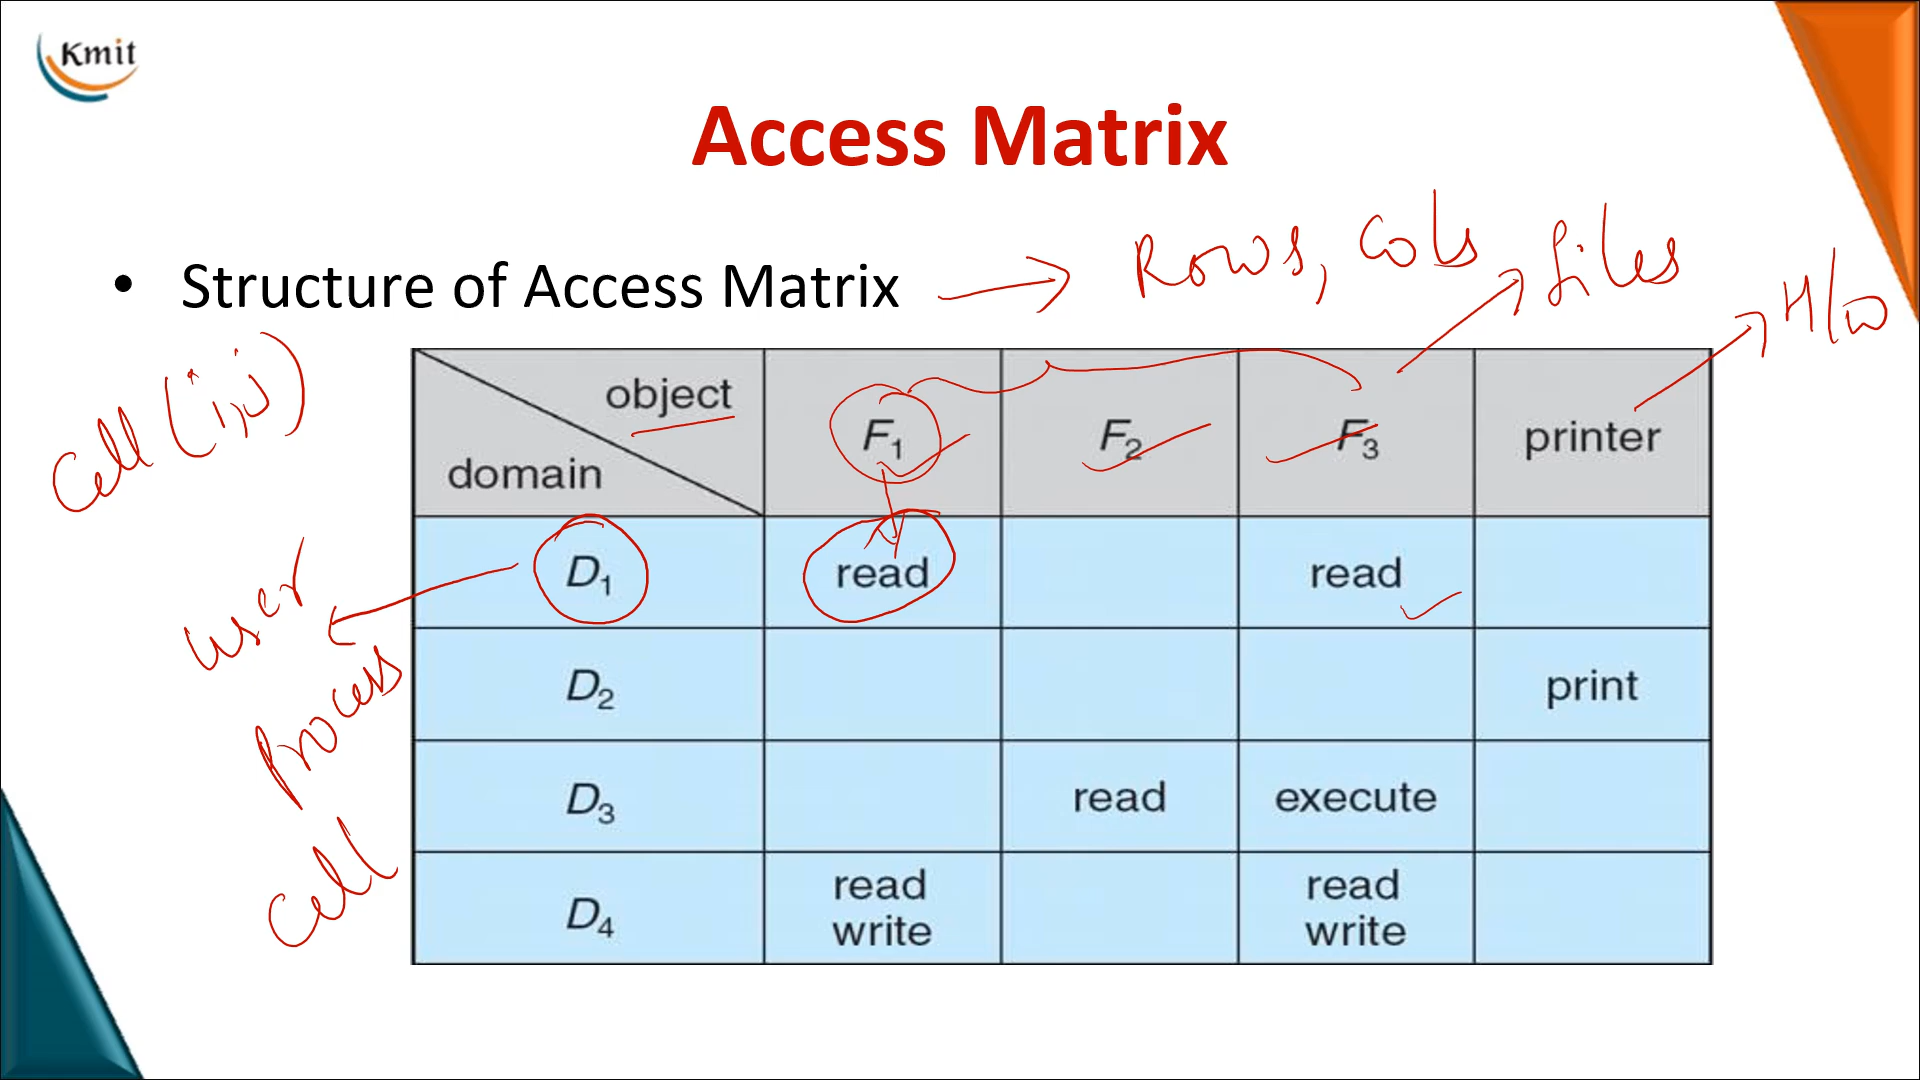 Kmit
Access Matrix
• Structure of Access Matrix → Rows, Cols files
H/w
Cell (i,j)
object F1 F2 F3 printer
domain
D1 read read
user
process
D2 print
D3 read execute
cell
D4 read write read write